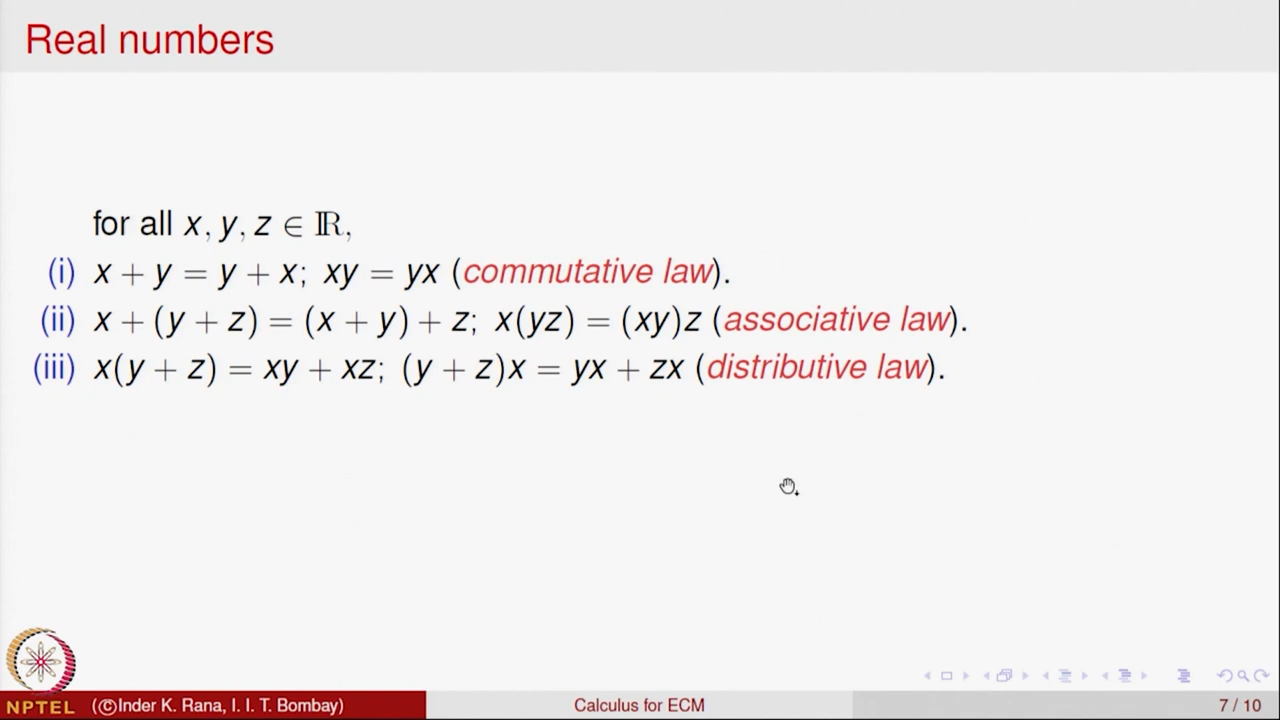 Real numbers
for all x, y, z ∈ ℝ,
(i) x + y = y + x; xy = yx (commutative law).
(ii) x + (y + z) = (x + y) + z; x(yz) = (xy)z (associative law).
(iii) x(y + z) = xy + xz; (y + z)x = yx + zx (distributive law).
NPTEL (©Inder K. Rana, I. I. T. Bombay) Calculus for ECM 7 / 10